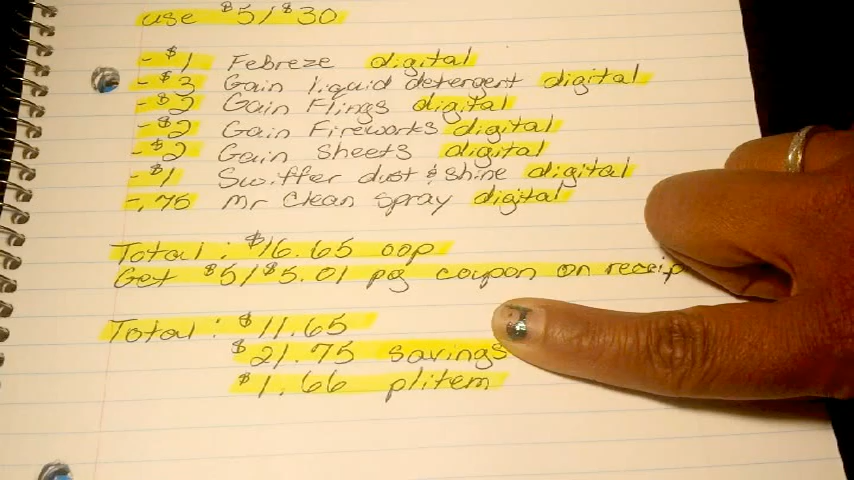 use $5/$30
- $1 Febreze digital
- $3 Gain liquid detergent digital
- $2 Gain Flings digital
- $2 Gain Fireworks digital
- $2 Gain Sheets digital
- $1 Swiffer dust & shine digital
- .75 Mr Clean Spray digital
Total: $16.65 oop
Get $5/$5.01 pg coupon on receip
Total: $11.65
$21.75 savings
$1.66 p/item